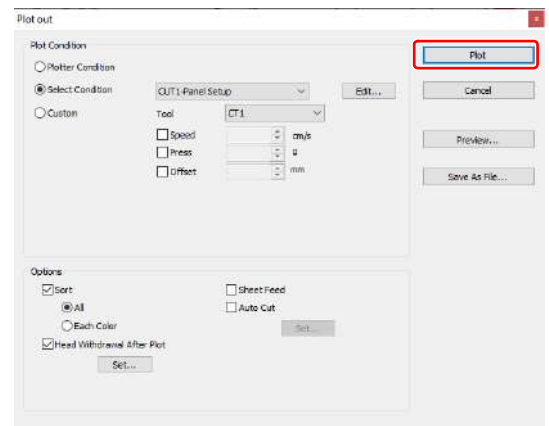 Plot out
Plot Condition
Plot
Plotter Condition
Select Condition
CUT1-Panel Setup
Edit...
Cancel
Custom
Tool
CT1
Speed
cm/s
Preview...
Press
g
Offset
mm
Save As File...
Options
Sort
Sheet Feed
All
Auto Cut
Each Color
Set...
Head Withdrawal After Plot
Set...